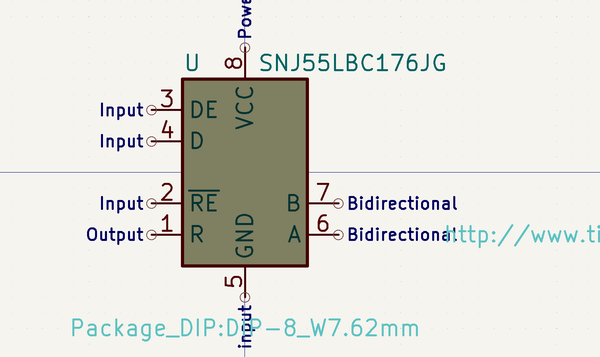 Powe
U SNJ55LBC176JG
8
Input 3 DE VCC
Input 4 D
Input 2 RE B 7 Bidirectional
Output 1 R GND A 6 Bidirectional http://www.ti
5
input
Package_DIP:DIP-8_W7.62mm